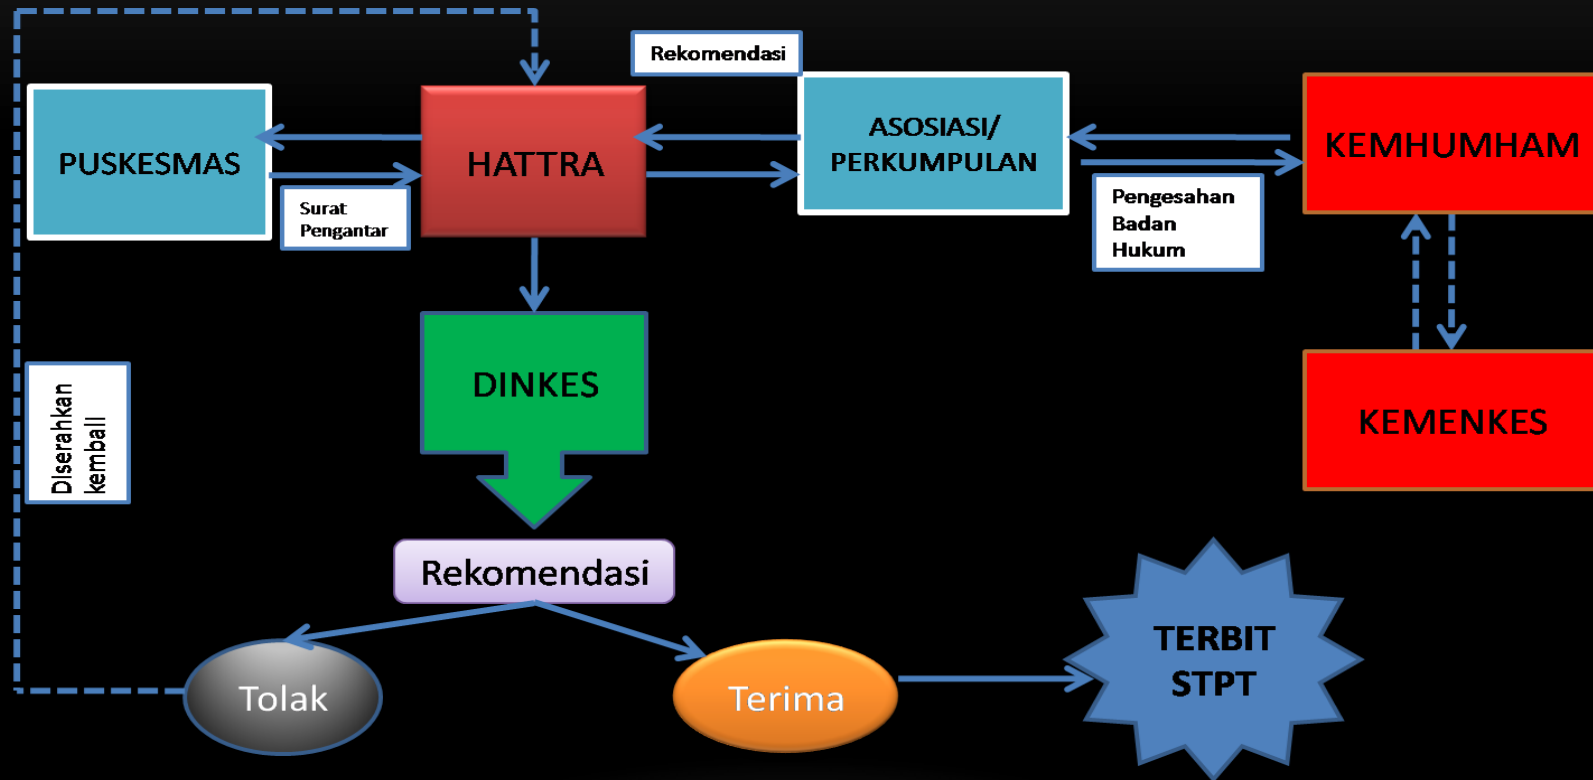 Rekomendasi
PUSKESMAS
HATTRA
ASOSIASI/
PERKUMPULAN
KEMHUMHAM
Surat
Pengantar
Pengesahan
Badan
Hukum
DINKES
KEMENKES
Diserahkan
kembali
Rekomendasi
Tolak
Terima
TERBIT
STPT